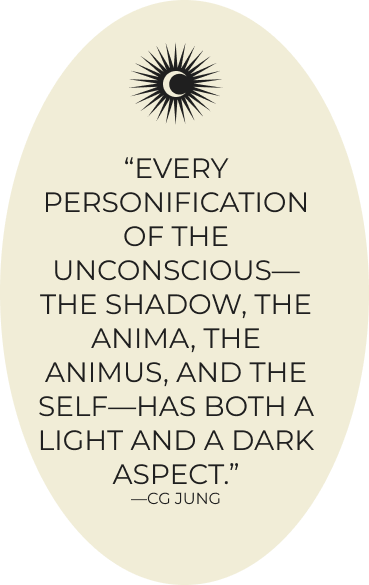 “EVERY
PERSONIFICATION
OF THE
UNCONSCIOUS—
THE SHADOW, THE
ANIMA, THE
ANIMUS, AND THE
SELF—HAS BOTH A
LIGHT AND A DARK
ASPECT.”
—CG JUNG